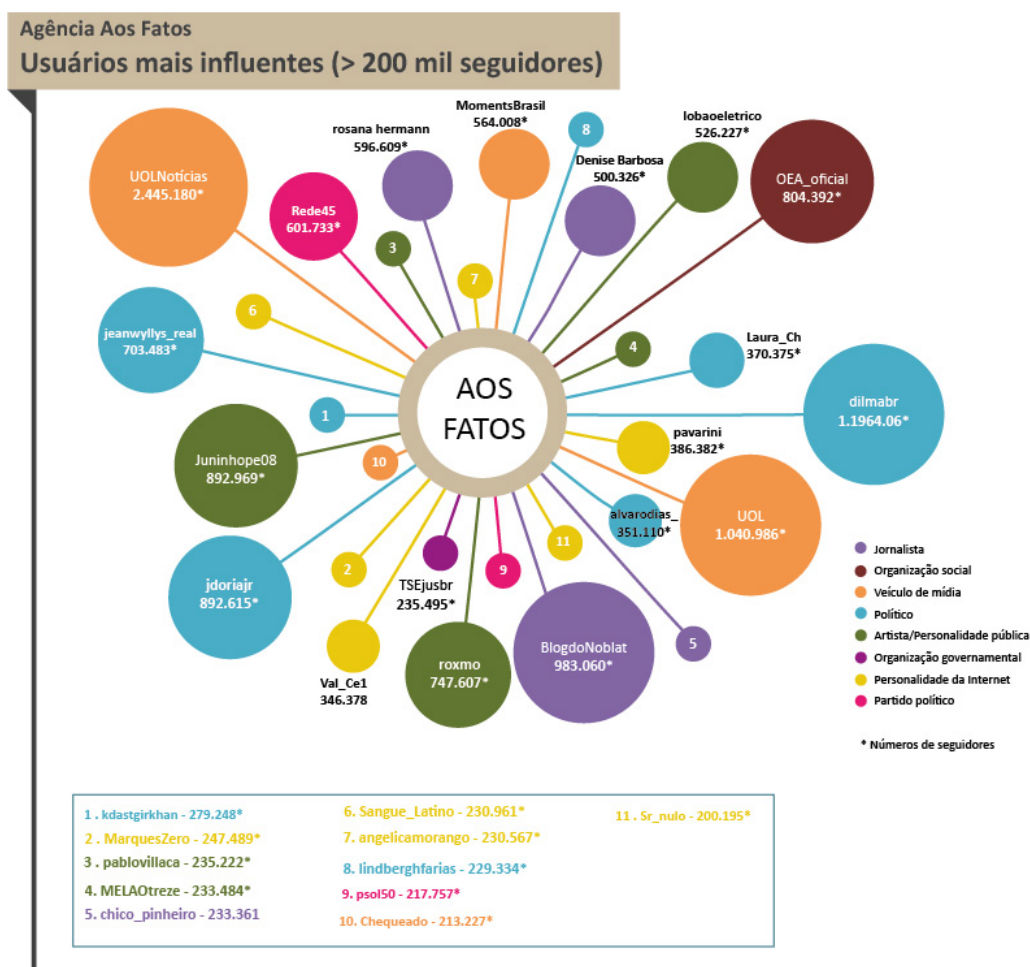 Agência Aos Fatos
Usuários mais influentes (> 200 mil seguidores)
UOLNotícias
2.445.180*
Rede45
601.733*
rosana hermann
596.609*
MomentsBrasil
564.008*
8
Denise Barbosa
500.326*
lobaoeletrico
526.227*
OEA_oficial
804.392*
3
7
6
jeanwyllys_real
703.483*
4
Laura_Ch
370.375*
AOS
FATOS
dilmabr
1.1964.06*
1
pavarini
386.382*
Juninhope08
892.969*
10
alvarodias_
351.110*
UOL
1.040.986*
jdoriajr
892.615*
2
TSEjusbr
235.495*
9
11
5
Val_Ce1
346.378
roxmo
747.607*
BlogdoNoblat
983.060*
Jornalista
Organização social
Veículo de mídia
Político
Artista/Personalidade pública
Organização governamental
Personalidade da Internet
Partido político
* Números de seguidores
1 . kdastgirkhan - 279.248*
2 . MarquesZero - 247.489*
3 . pablovillaca - 235.222*
4 MELAOtreze - 233.484*
5. chico_pinheiro - 233.361
6. Sangue_Latino - 230.961*
7. angelicamorango - 230.567*
8. lindberghfarias - 229.334*
9. psol50 - 217.757*
10. Chequeado - 213.227*
11 . Sr_nulo - 200.195*